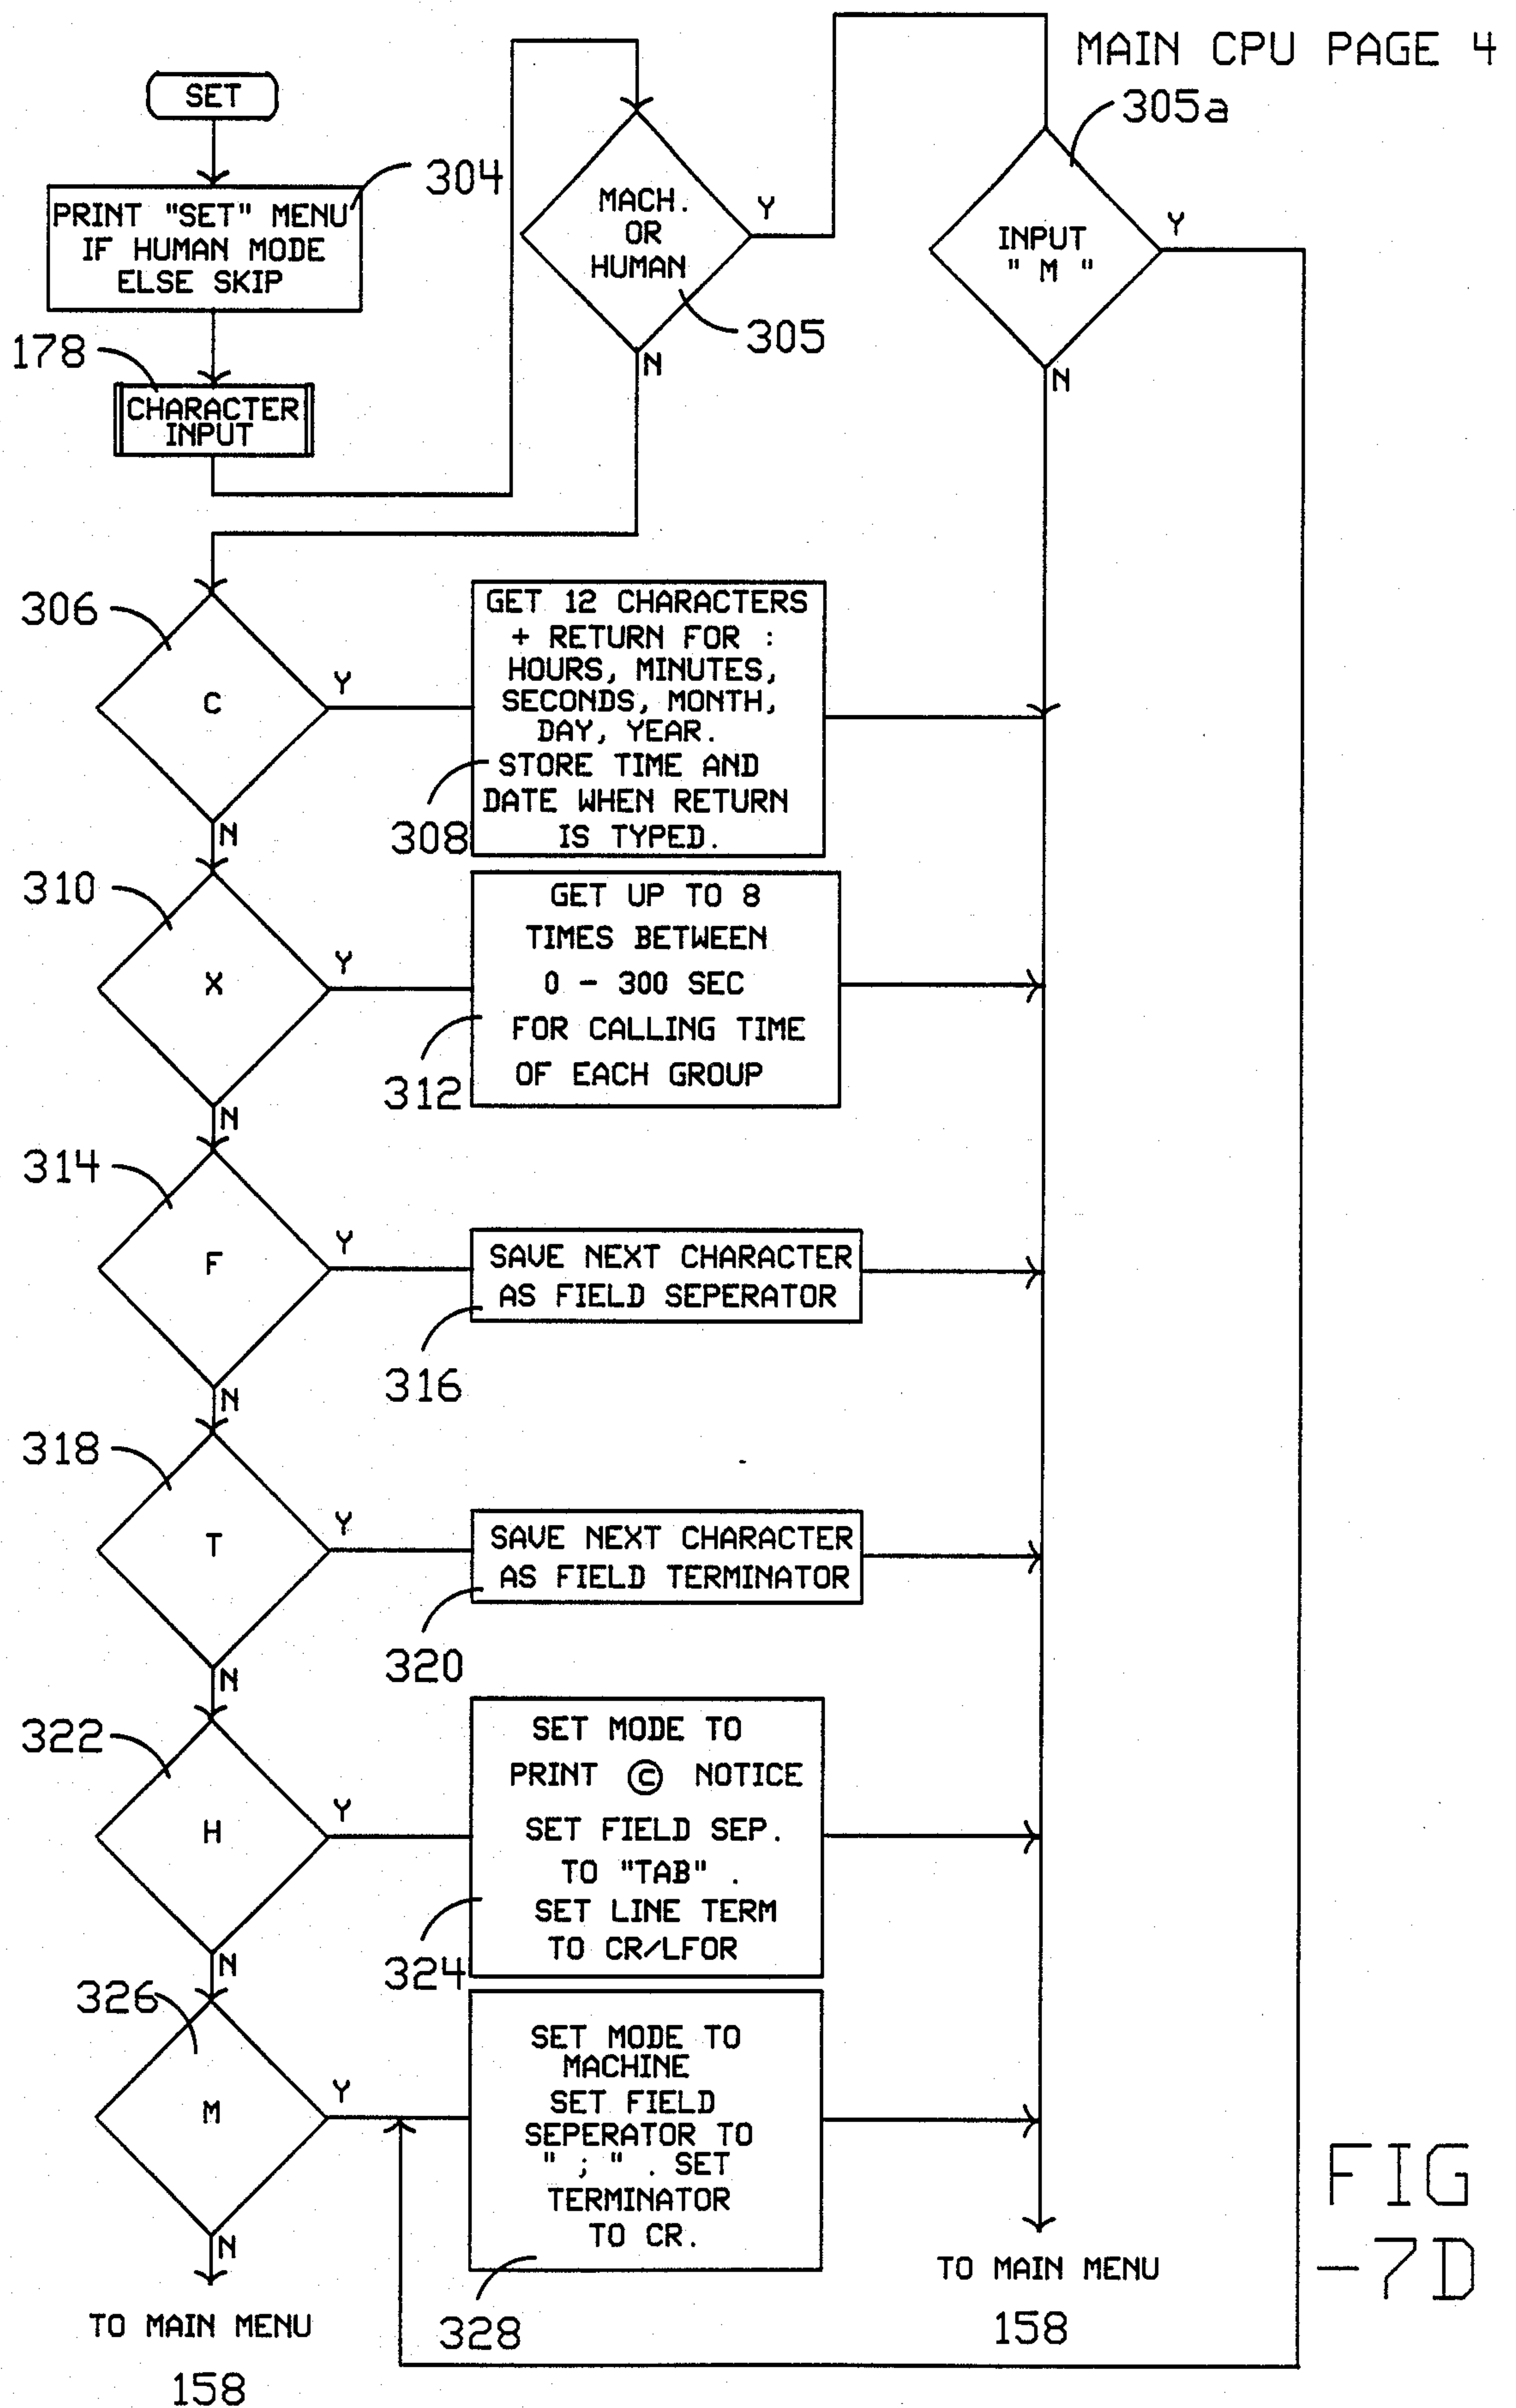 MAIN CPU PAGE 4
SET
304
PRINT "SET" MENU
IF HUMAN MODE
ELSE SKIP
178
CHARACTER
INPUT
MACH.
OR
HUMAN
Y
305
N
305a
INPUT
" M "
Y
N
306
C
Y
N
GET 12 CHARACTERS
+ RETURN FOR :
HOURS, MINUTES,
SECONDS, MONTH,
DAY, YEAR.
STORE TIME AND
DATE WHEN RETURN
IS TYPED.
308
310
X
Y
N
GET UP TO 8
TIMES BETWEEN
0 - 300 SEC
FOR CALLING TIME
OF EACH GROUP
312
314
F
Y
N
SAVE NEXT CHARACTER
AS FIELD SEPERATOR
316
318
T
Y
N
SAVE NEXT CHARACTER
AS FIELD TERMINATOR
320
322
H
Y
N
SET MODE TO
PRINT © NOTICE
SET FIELD SEP.
TO "TAB" .
SET LINE TERM
TO CR/LFOR
324
326
M
Y
N
SET MODE TO
MACHINE
SET FIELD
SEPERATOR TO
" ; " . SET
TERMINATOR
TO CR.
328
TO MAIN MENU
158
TO MAIN MENU
158
FIG
-7D